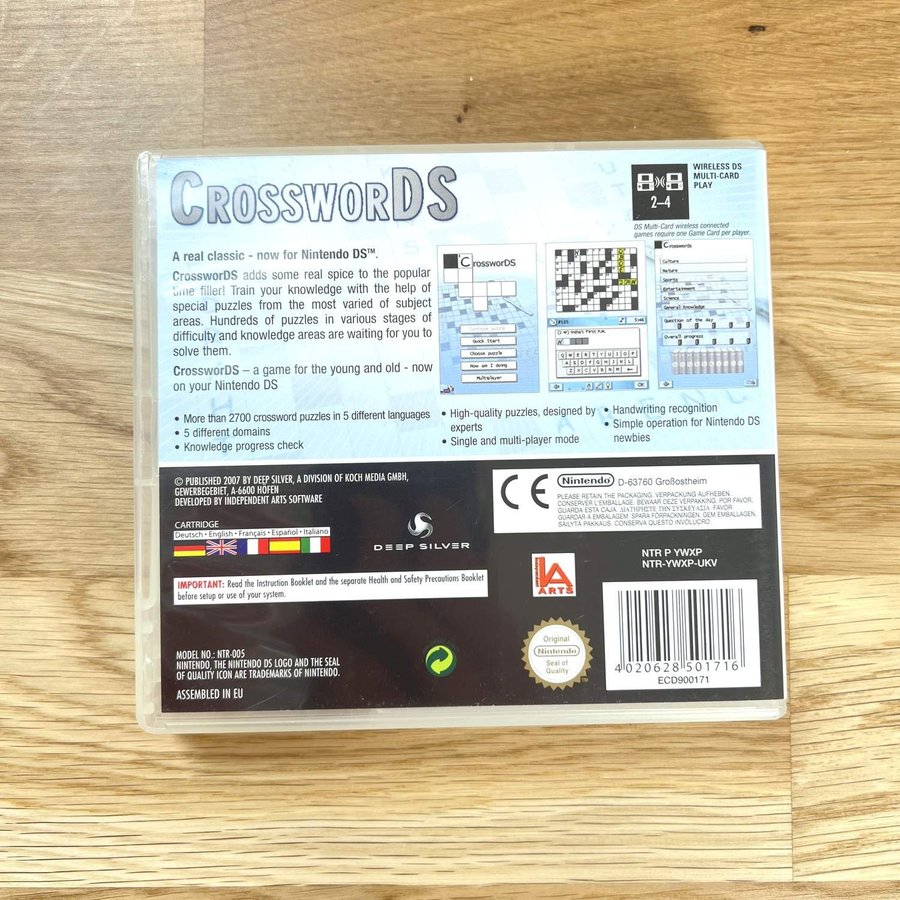 CROSSWORDS
WIRELESS DS
MULTI-CARD
PLAY
2–4
DS Multi-Card wireless connected
games require one Game Card per player.
A real classic - now for Nintendo DS™.
CrossworDS adds some real spice to the popular
time filler! Train your knowledge with the help of
special puzzles from the most varied of subject
areas. Hundreds of puzzles in various stages of
difficulty and knowledge areas are waiting for you to
solve them.
CrossworDS – a game for the young and old - now
on your Nintendo DS
CrossworDS
Continue puzzle
Quick Start
Choose puzzle
How am I doing
Multiplayer
QWERTYUIOP
ASDFGHJKL
ZXCVBNM
OK
Crosswords
Culture
Nature
Sports
Entertainment
Science
General Knowledge
Question of the day
Overall progress
• More than 2700 crossword puzzles in 5 different languages
• 5 different domains
• Knowledge progress check
• High-quality puzzles, designed by
experts
• Single and multi-player mode
• Handwriting recognition
• Simple operation for Nintendo DS
newbies
© PUBLISHED 2007 BY DEEP SILVER, A DIVISION OF KOCH MEDIA GMBH,
GEWERBEGEBIET, A-6600 HÖFEN
DEVELOPED BY INDEPENDENT ARTS SOFTWARE
CARTRIDGE
Deutsch • English • Français • Español • Italiano
DEEP SILVER
IMPORTANT: Read the Instruction Booklet and the separate Health and Safety Precautions Booklet
before setup or use of your system.
MODEL NO.: NTR-005
NINTENDO, THE NINTENDO DS LOGO AND THE SEAL
OF QUALITY ICON ARE TRADEMARKS OF NINTENDO.
ASSEMBLED IN EU
CE
Nintendo D-63760 Großostheim
PLEASE RETAIN THE PACKAGING. VERPACKUNG AUFHEBEN.
CONSERVER L'EMBALLAGE. BEWAAR DEZE VERPAKKING. POR FAVOR,
GUARDA ESTA CAJA. ΔΙΑΤΗΡΗΣΤΕ ΤΗΝ ΣΥΣΚΕΥΑΣΙΑ. FAVOR
GUARDAR A EMBALAGEM. SPARA FÖRPACKNINGEN. GEM EMBALLAGEN.
SÄILYTÄ PAKKAUS. CONSERVA QUESTO INVOLUCRO
independent
ARTS
NTR P YWXP
NTR-YWXP-UKV
Original
Nintendo
Seal of
Quality
4 020628 501716
ECD900171